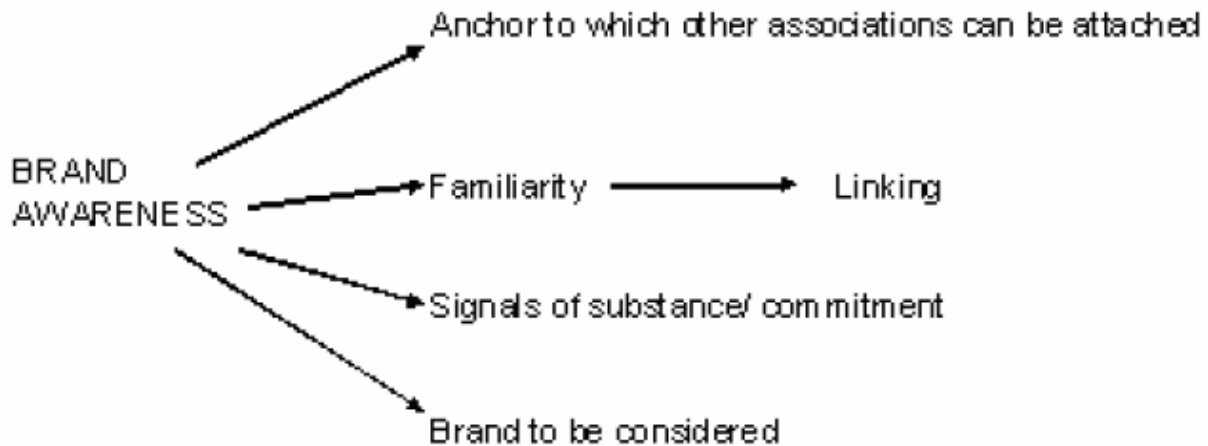 Anchor to which other associations can be attached
BRAND
AWARENESS
Familiarity
Linking
Signals of substance/ commitment
Brand to be considered